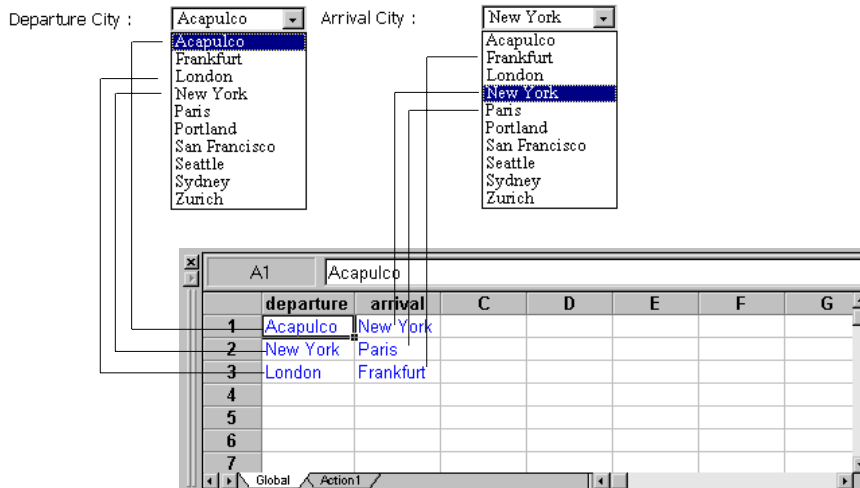 Departure City : Acapulco Arrival City : New York
Acapulco
Frankfurt
London
New York
Paris
Portland
San Francisco
Seattle
Sydney
Zurich
Acapulco
Frankfurt
London
New York
Paris
Portland
San Francisco
Seattle
Sydney
Zurich
A1 Acapulco
departure arrival C D E F G
1 Acapulco New York
2 New York Paris
3 London Frankfurt
4
5
6
7
Global Action1